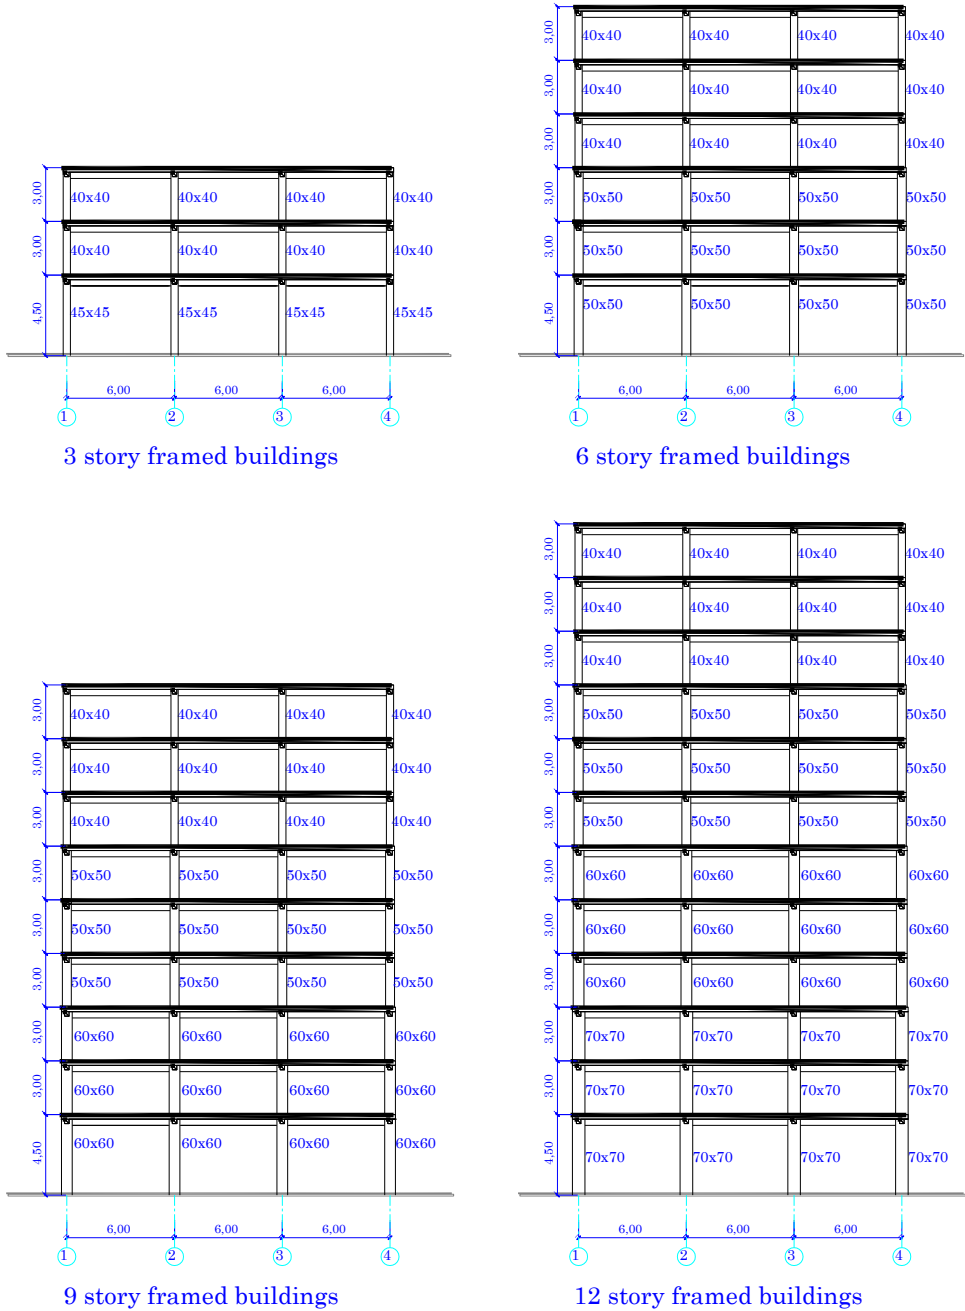 3,00 40x40 40x40 40x40 40x40
3,00 40x40 40x40 40x40 40x40
3,00 40x40 40x40 40x40 40x40
3,00 40x40 40x40 40x40 40x40
3,00 50x50 50x50 50x50 50x50
3,00 40x40 40x40 40x40 40x40
3,00 50x50 50x50 50x50 50x50
4,50 45x45 45x45 45x45 45x45
4,50 50x50 50x50 50x50 50x50
6,00 6,00 6,00
6,00 6,00 6,00
1 2 3 4
1 2 3 4
3 story framed buildings
6 story framed buildings
3,00 40x40 40x40 40x40 40x40
3,00 40x40 40x40 40x40 40x40
3,00 40x40 40x40 40x40 40x40
3,00 40x40 40x40 40x40 40x40
3,00 50x50 50x50 50x50 50x50
3,00 40x40 40x40 40x40 40x40
3,00 50x50 50x50 50x50 50x50
3,00 40x40 40x40 40x40 40x40
3,00 50x50 50x50 50x50 50x50
3,00 50x50 50x50 50x50 50x50
3,00 60x60 60x60 60x60 60x60
3,00 50x50 50x50 50x50 50x50
3,00 60x60 60x60 60x60 60x60
3,00 50x50 50x50 50x50 50x50
3,00 60x60 60x60 60x60 60x60
3,00 60x60 60x60 60x60 60x60
3,00 70x70 70x70 70x70 70x70
3,00 60x60 60x60 60x60 60x60
3,00 70x70 70x70 70x70 70x70
4,50 60x60 60x60 60x60 60x60
4,50 70x70 70x70 70x70 70x70
6,00 6,00 6,00
6,00 6,00 6,00
1 2 3 4
1 2 3 4
9 story framed buildings
12 story framed buildings